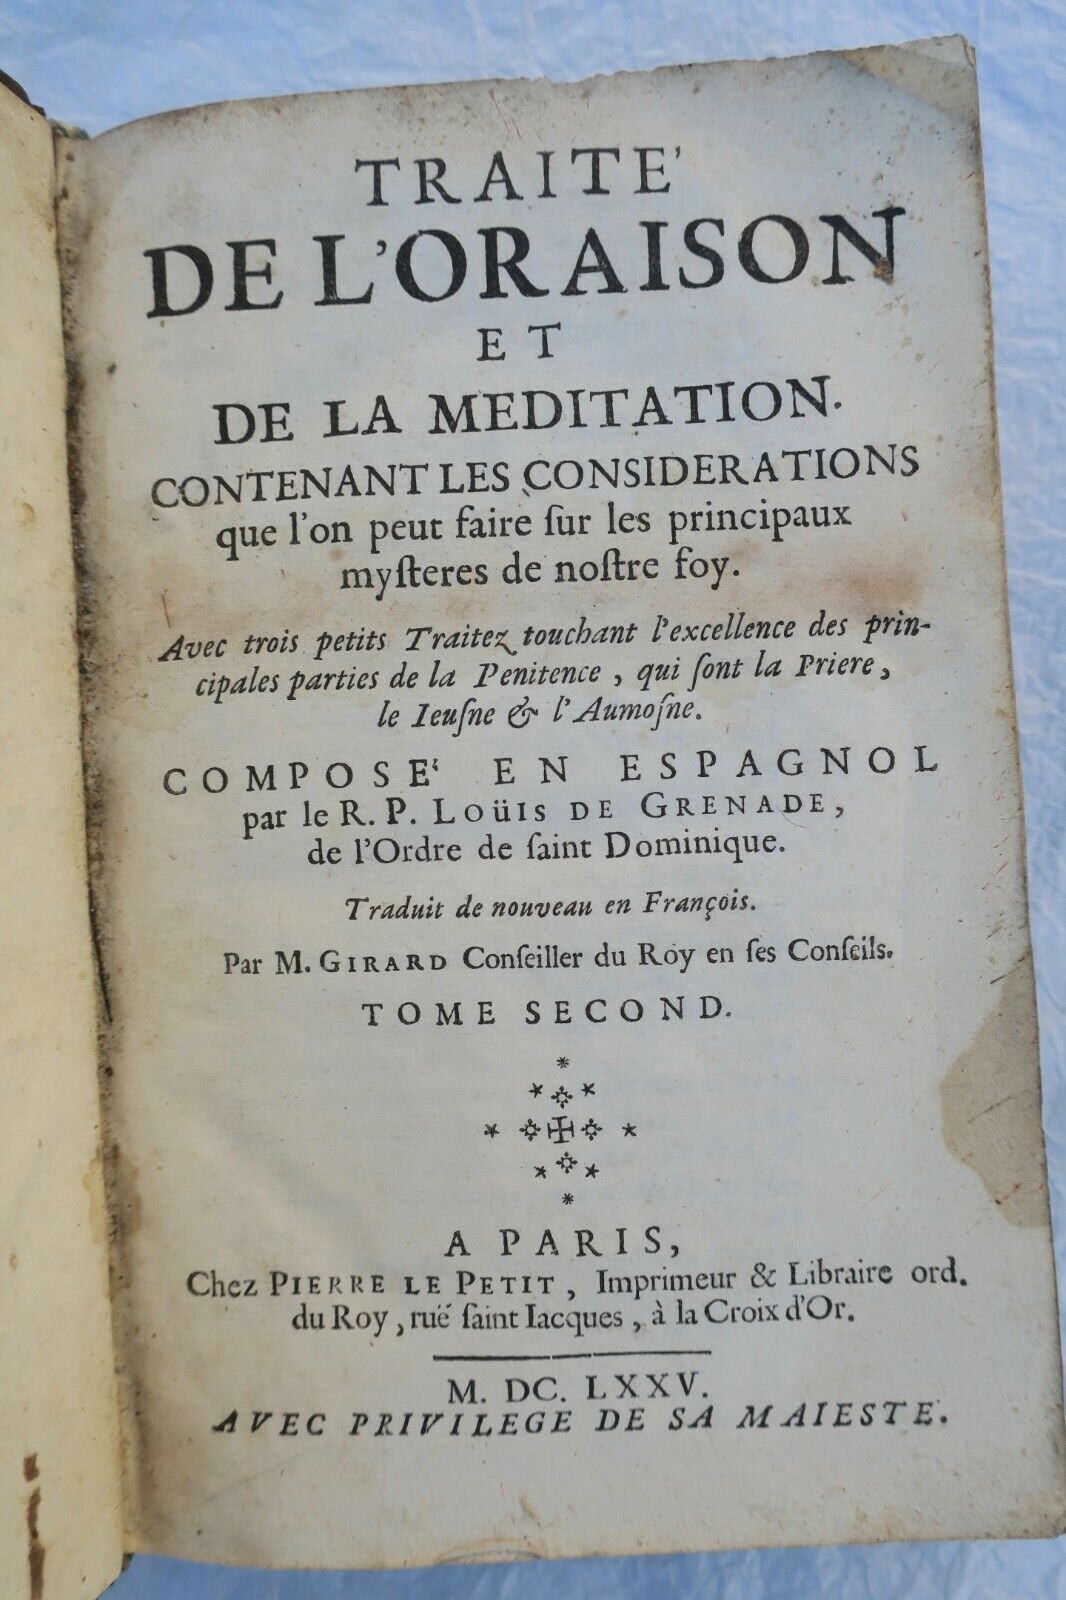 TRAITE'
DE L'ORAISON
ET
DE LA MEDITATION.
CONTENANT LES CONSIDERATIONS
que l'on peut faire ſur les principaux
myſteres de noſtre foy.
Avec trois petits Traitez touchant l'excellence des prin-
cipales parties de la Penitence, qui ſont la Priere,
le Ieuſne & l'Aumoſne.
COMPOSE' EN ESPAGNOL
par le R. P. LOÜIS DE GRENADE,
de l'Ordre de ſaint Dominique.
Traduit de nouveau en François.
Par M. GIRARD Conſeiller du Roy en ſes Conſeils.
TOME SECOND.
A PARIS,
Chez PIERRE LE PETIT, Imprimeur & Libraire ord.
du Roy, ruë ſaint Iacques, à la Croix d'Or.
M. DC. LXXV.
AVEC PRIVILEGE DE SA MAIESTE.